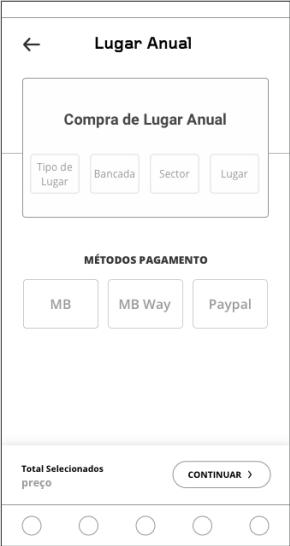 Lugar Anual
Compra de Lugar Anual
Tipo de
Lugar
Bancada
Sector
Lugar
MÉTODOS PAGAMENTO
MB
MB Way
Paypal
Total Selecionados
preço
CONTINUAR